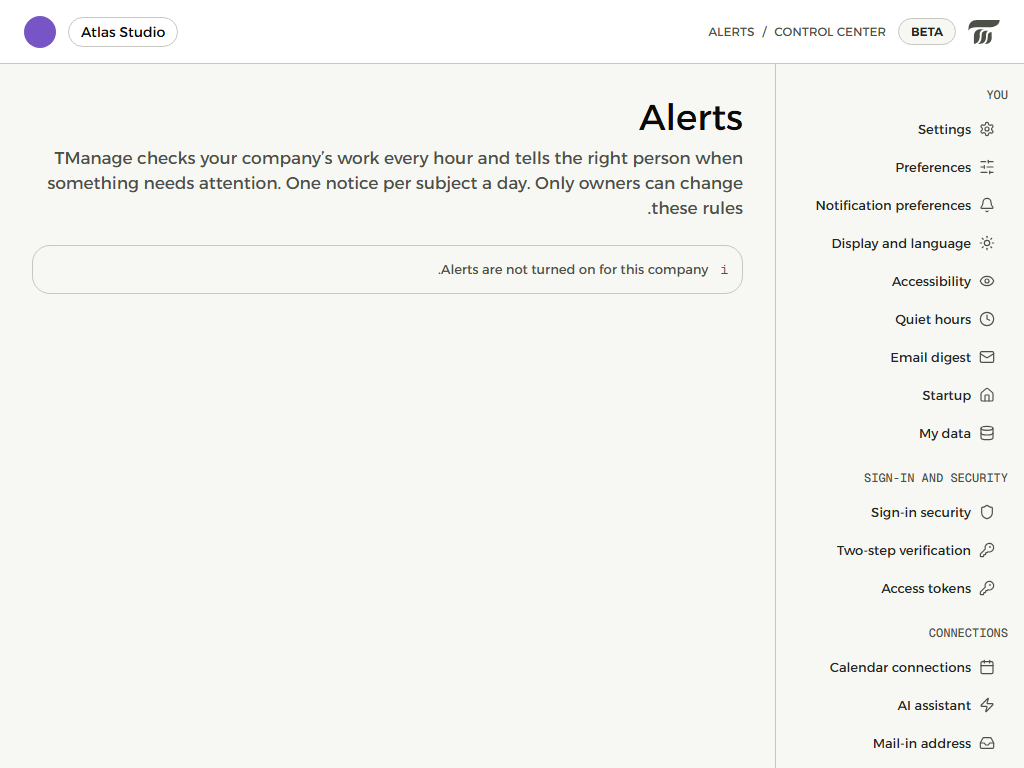 Atlas Studio
ALERTS / CONTROL CENTER
BETA
Alerts
TManage checks your company’s work every hour and tells the right person when
something needs attention. One notice per subject a day. Only owners can change
.these rules
i .Alerts are not turned on for this company
YOU
Settings
Preferences
Notification preferences
Display and language
Accessibility
Quiet hours
Email digest
Startup
My data
SIGN-IN AND SECURITY
Sign-in security
Two-step verification
Access tokens
CONNECTIONS
Calendar connections
AI assistant
Mail-in address